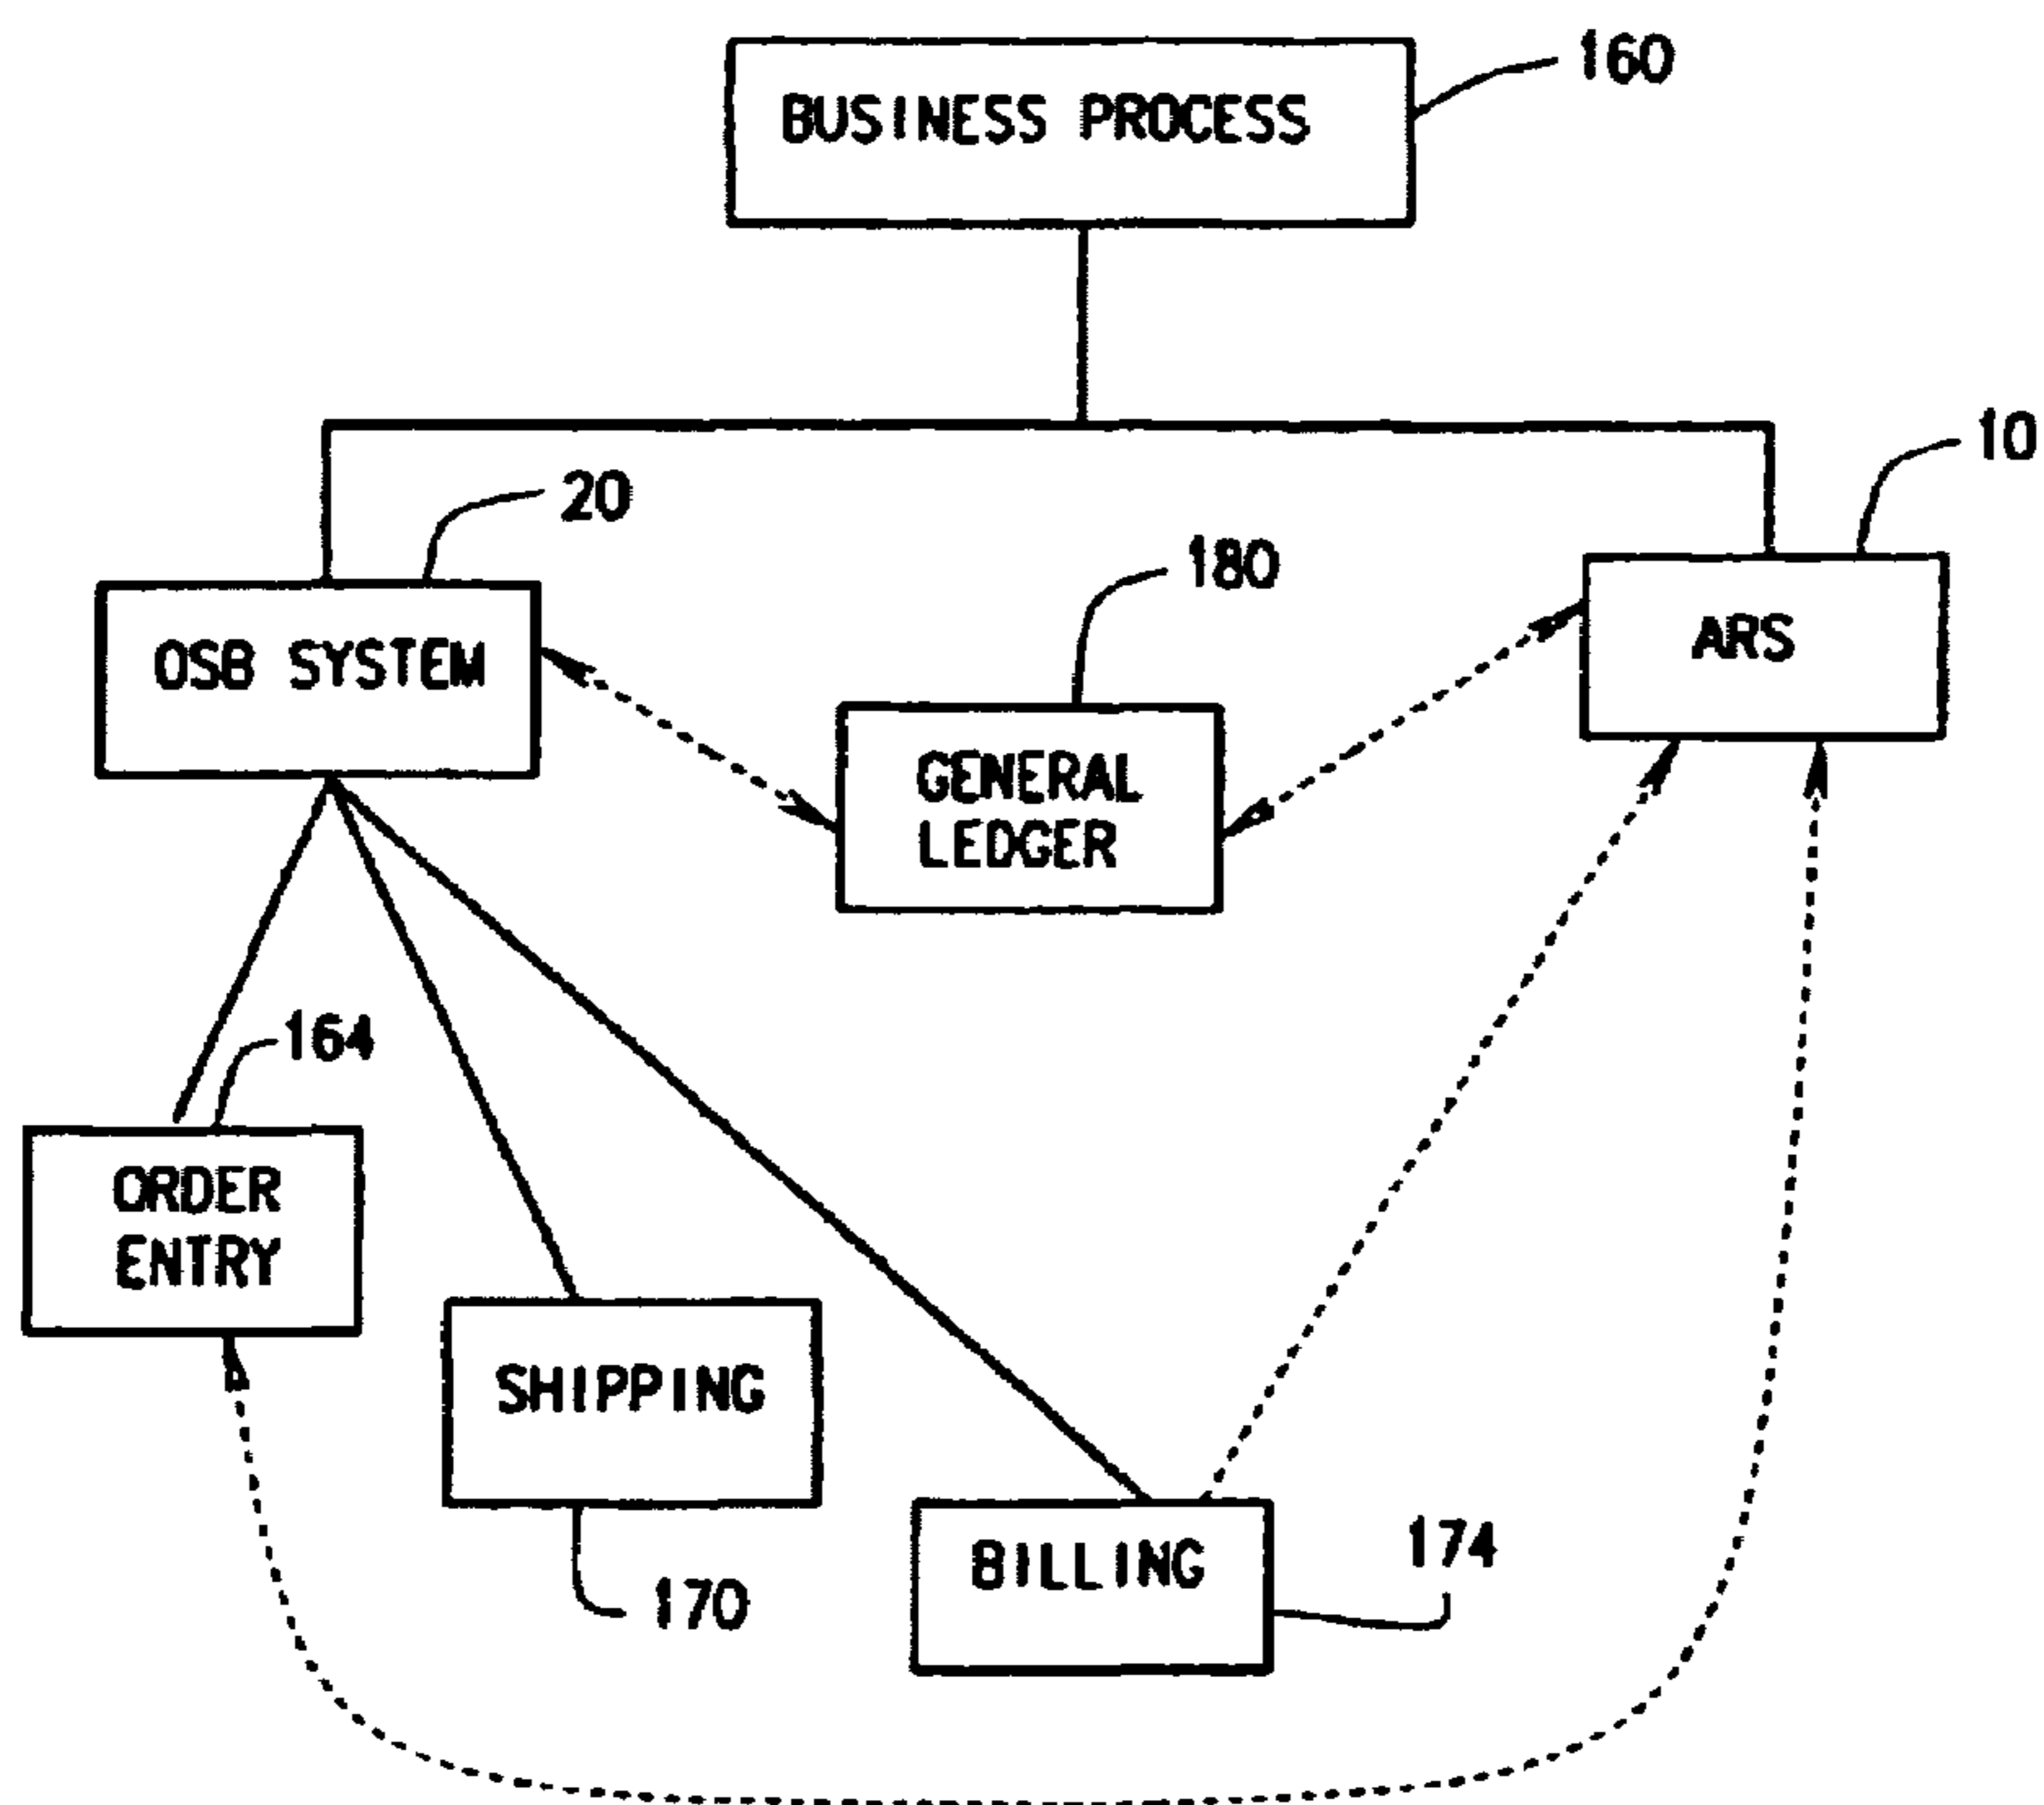 160
BUSINESS PROCESS
10
20
180
OSB SYSTEM
ARS
GENERAL
LEDGER
164
ORDER
ENTRY
SHIPPING
BILLING
174
170